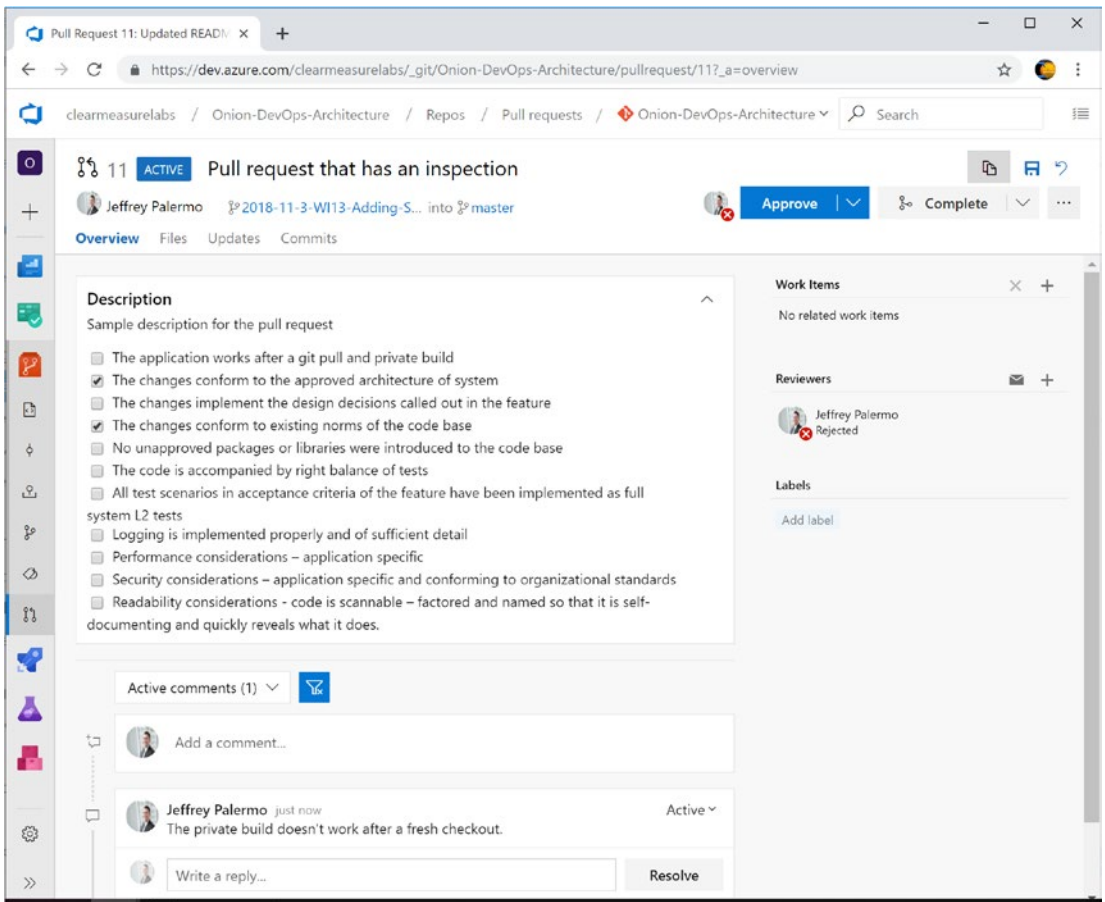 Pull Request 11: Updated READM
https://dev.azure.com/clearmeasurelabs/_git/Onion-DevOps-Architecture/pullrequest/11?_a=overview
clearmeasurelabs / Onion-DevOps-Architecture / Repos / Pull requests / Onion-DevOps-Architecture Search
O
11 ACTIVE Pull request that has an inspection
Jeffrey Palermo 2018-11-3-WI13-Adding-S... into master
Approve Complete ...
Overview Files Updates Commits
Description
Sample description for the pull request
The application works after a git pull and private build
The changes conform to the approved architecture of system
The changes implement the design decisions called out in the feature
The changes conform to existing norms of the code base
No unapproved packages or libraries were introduced to the code base
The code is accompanied by right balance of tests
All test scenarios in acceptance criteria of the feature have been implemented as full
system L2 tests
Logging is implemented properly and of sufficient detail
Performance considerations – application specific
Security considerations – application specific and conforming to organizational standards
Readability considerations - code is scannable – factored and named so that it is self-
documenting and quickly reveals what it does.
Work Items
No related work items
Reviewers
Jeffrey Palermo
Rejected
Labels
Add label
Active comments (1)
Add a comment...
Jeffrey Palermo just now Active
The private build doesn't work after a fresh checkout.
Write a reply... Resolve